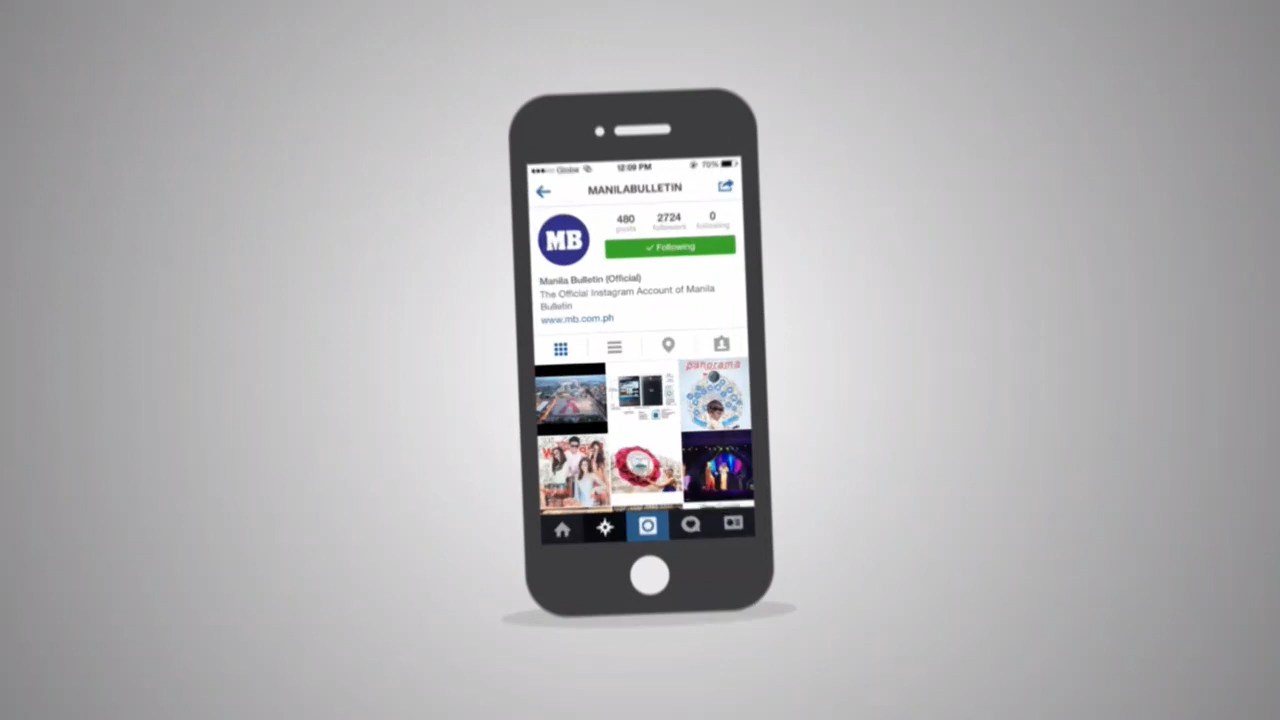 Globe 12:09 PM 70%
MANILABULLETIN
480 2724 0
posts followers following
MB
✓ Following
Manila Bulletin (Official)
The Official Instagram Account of Manila
Bulletin
www.mb.com.ph
panorama